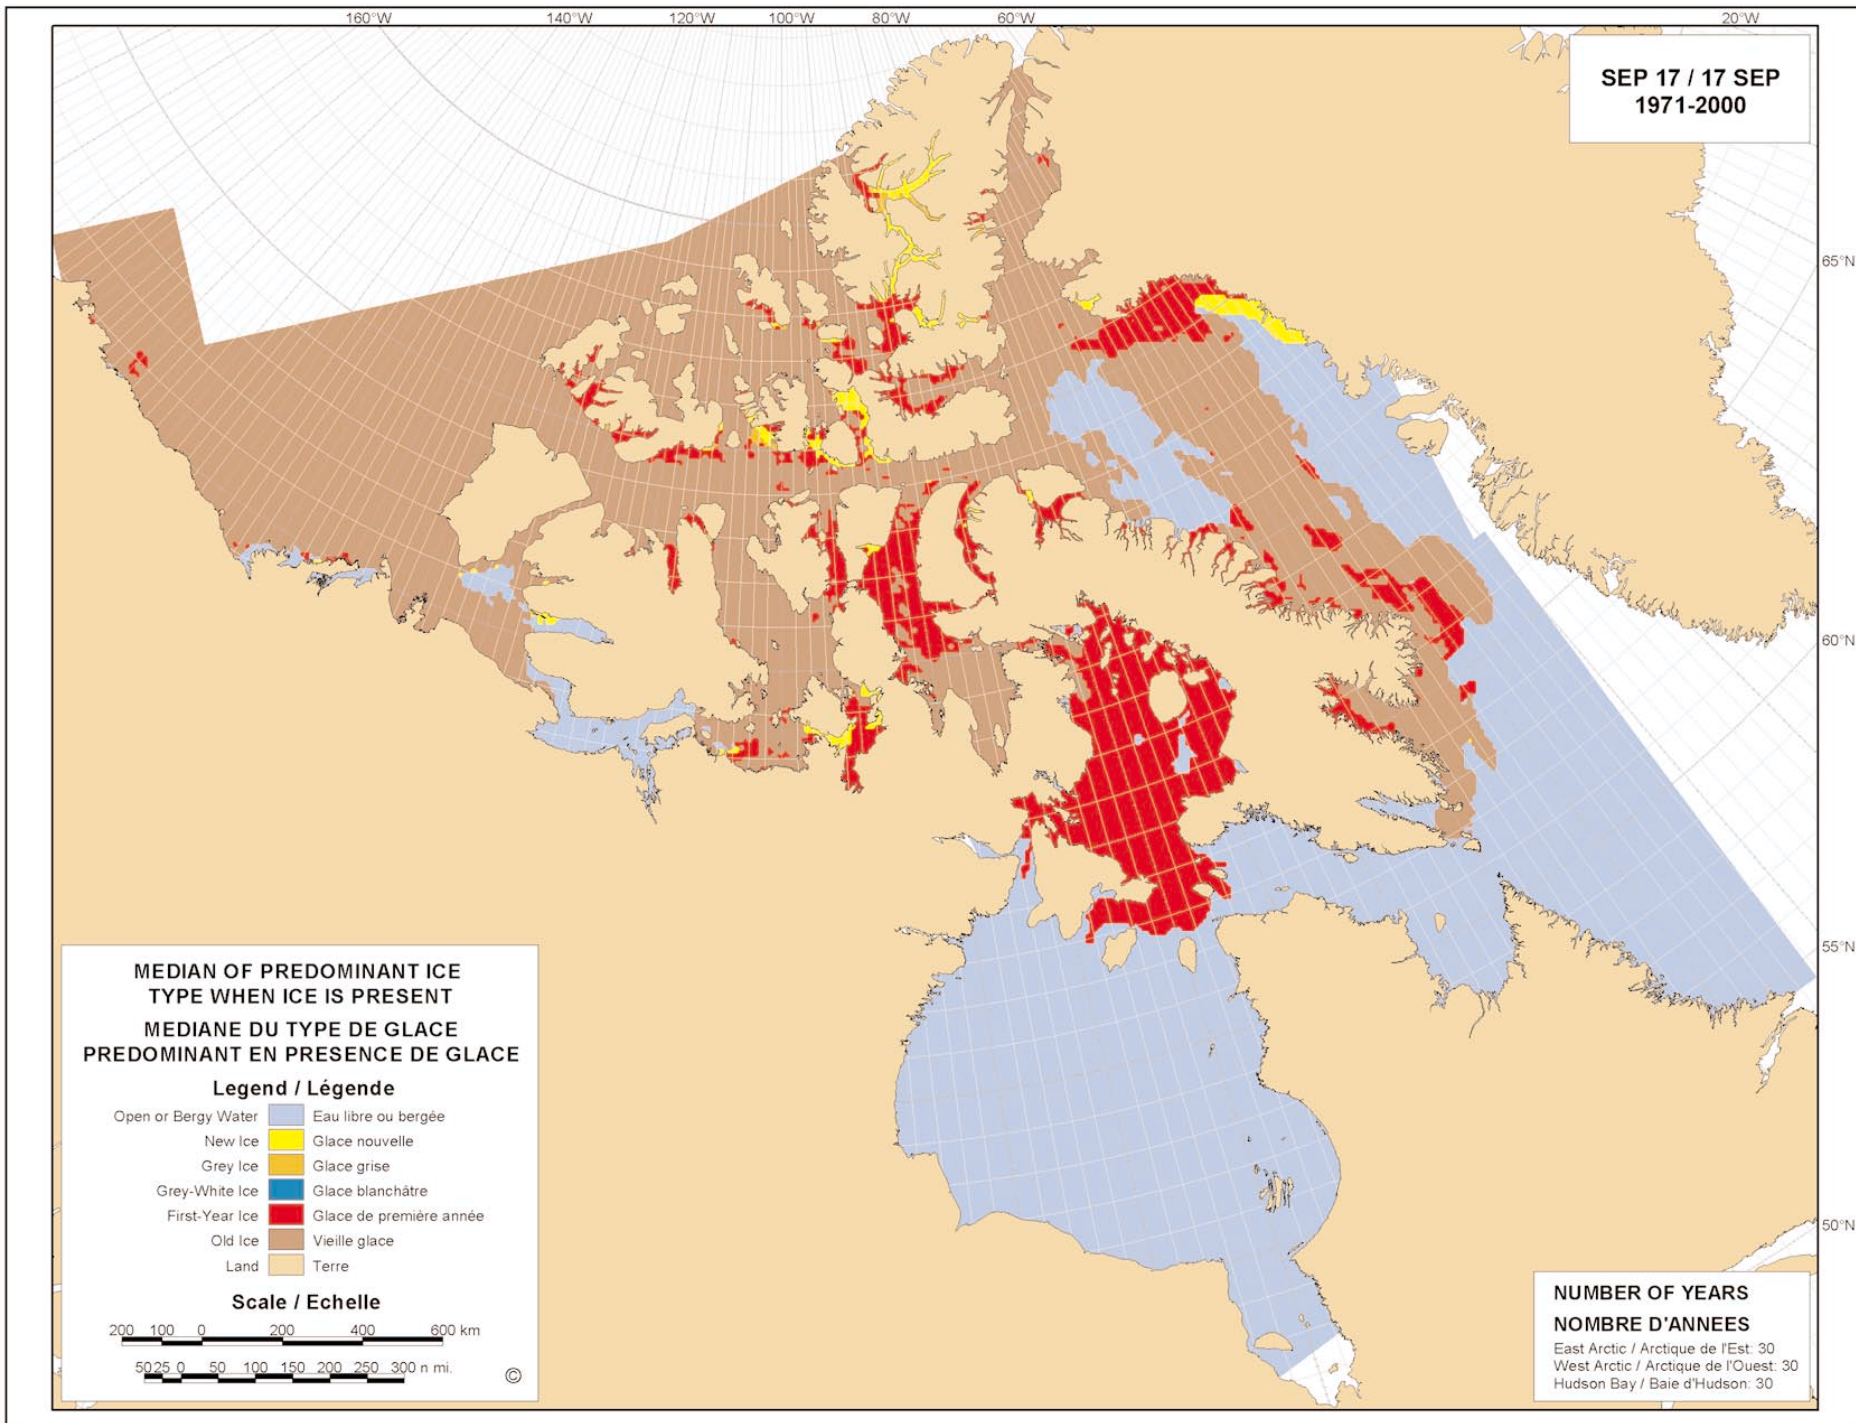 160°W 140°W 120°W 100°W 80°W 60°W 20°W
SEP 17 / 17 SEP
1971-2000
65°N
60°N
55°N
50°N
MEDIAN OF PREDOMINANT ICE
TYPE WHEN ICE IS PRESENT
MEDIANE DU TYPE DE GLACE
PREDOMINANT EN PRESENCE DE GLACE
Legend / Légende
Open or Bergy Water Eau libre ou bergée
New Ice Glace nouvelle
Grey Ice Glace grise
Grey-White Ice Glace blanchâtre
First-Year Ice Glace de première année
Old Ice Vieille glace
Land Terre
Scale / Echelle
200 100 0 200 400 600 km
50 25 0 50 100 150 200 250 300 n mi.
©
NUMBER OF YEARS
NOMBRE D'ANNEES
East Arctic / Arctique de l'Est: 30
West Arctic / Arctique de l'Ouest: 30
Hudson Bay / Baie d'Hudson: 30